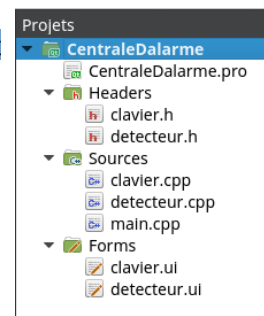 Projets
CentraleDalarme
CentraleDalarme.pro
Headers
clavier.h
detecteur.h
Sources
clavier.cpp
detecteur.cpp
main.cpp
Forms
clavier.ui
detecteur.ui